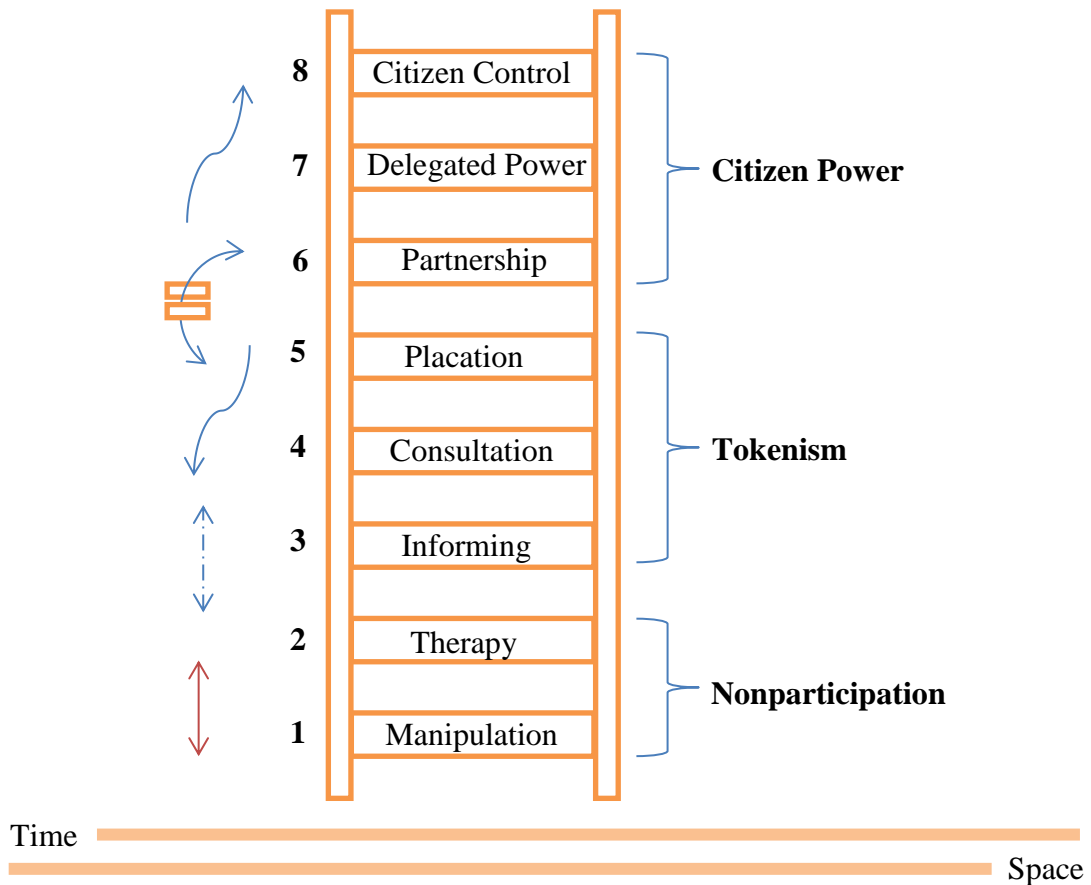 8 Citizen Control
7 Delegated Power
Citizen Power
6 Partnership
5 Placation
4 Consultation
Tokenism
3 Informing
2 Therapy
Nonparticipation
1 Manipulation
Time
Space